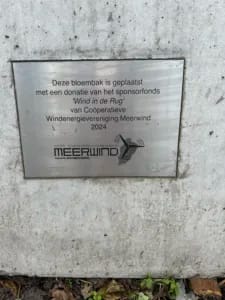 Deze bloembak is geplaatst
met een donatie van het sponsorfonds
'Wind in de Rug'
van Coöperatieve
Windenergievereniging Meerwind
2024
MEERWIND